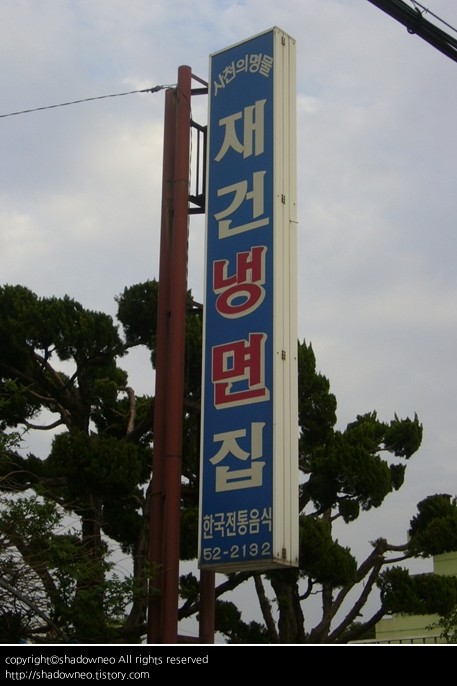 사천의명물
재건냉면집
한국전통음식
52-2132
copyright©shadowneo All rights reserved
http://shadowneo.tistory.com